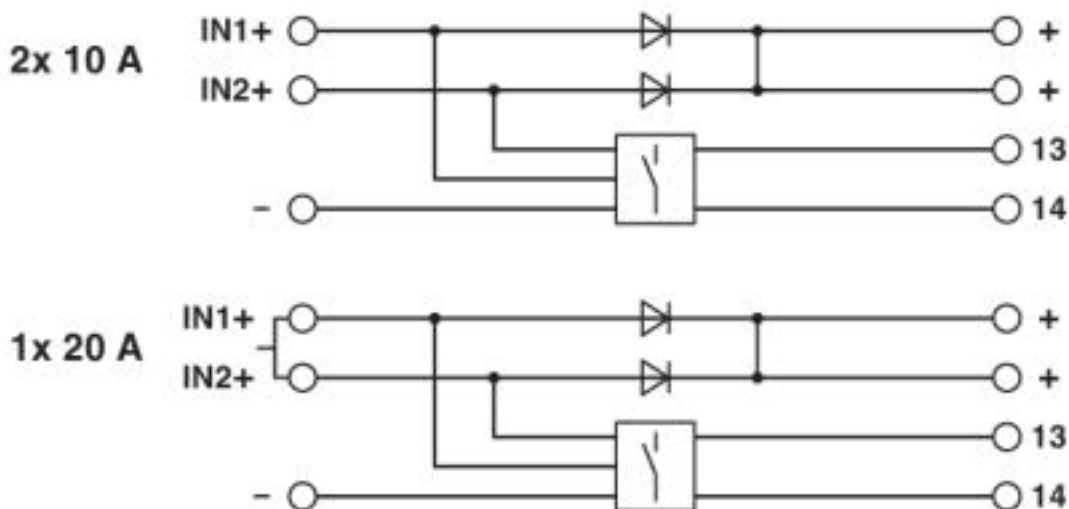 2x 10 A
IN1+
+
IN2+
+
13
–
14
1x 20 A
IN1+
+
IN2+
+
13
–
14